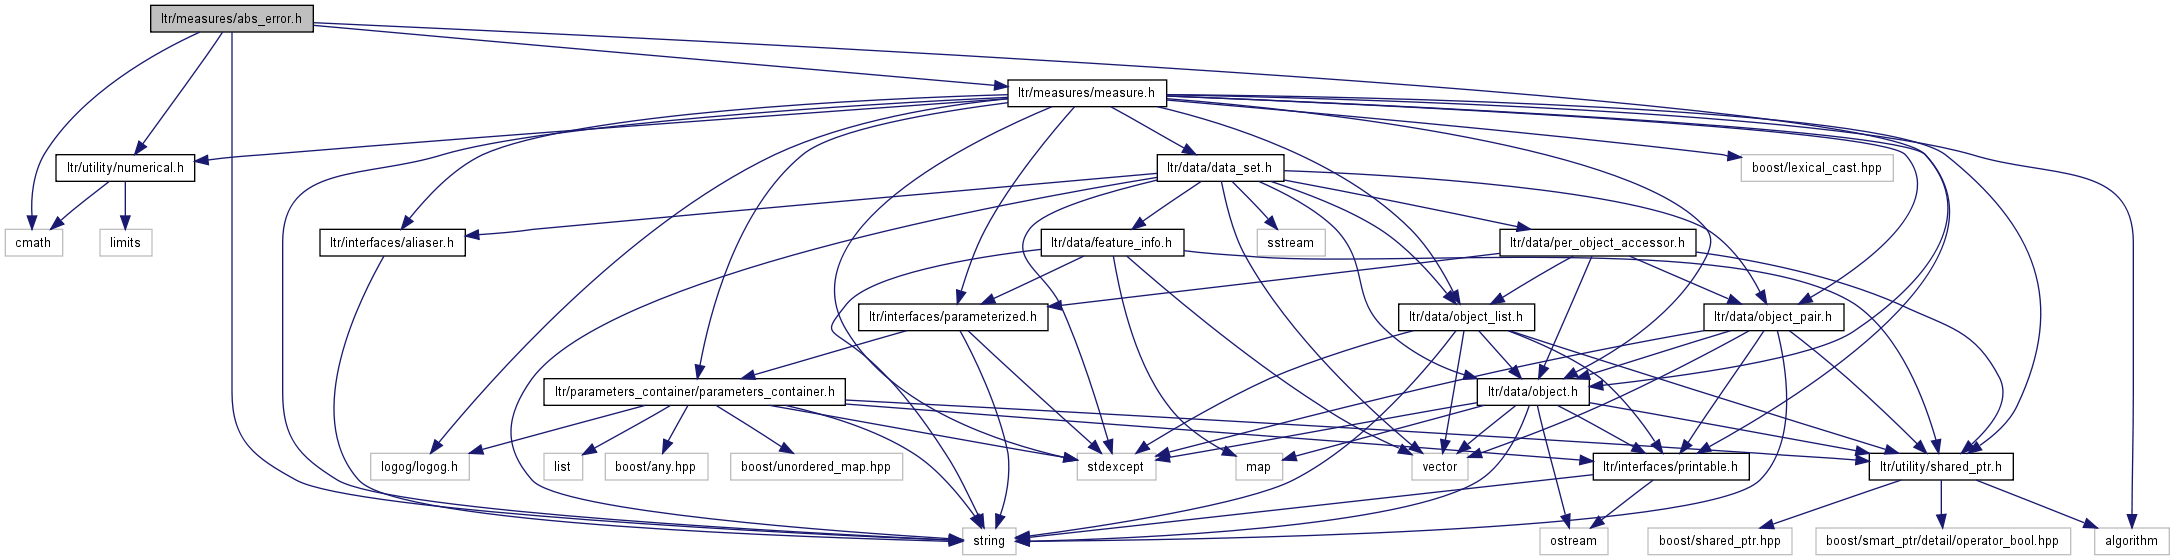 ltr/measures/abs_error.h
ltr/measures/measure.h
ltr/utility/numerical.h
ltr/data/data_set.h
boost/lexical_cast.hpp
cmath
limits
ltr/interfaces/aliaser.h
ltr/data/feature_info.h
sstream
ltr/data/per_object_accessor.h
ltr/interfaces/parameterized.h
ltr/data/object_list.h
ltr/data/object_pair.h
ltr/parameters_container/parameters_container.h
ltr/data/object.h
logog/logog.h
list
boost/any.hpp
boost/unordered_map.hpp
stdexcept
map
vector
ltr/interfaces/printable.h
ltr/utility/shared_ptr.h
string
ostream
boost/shared_ptr.hpp
boost/smart_ptr/detail/operator_bool.hpp
algorithm